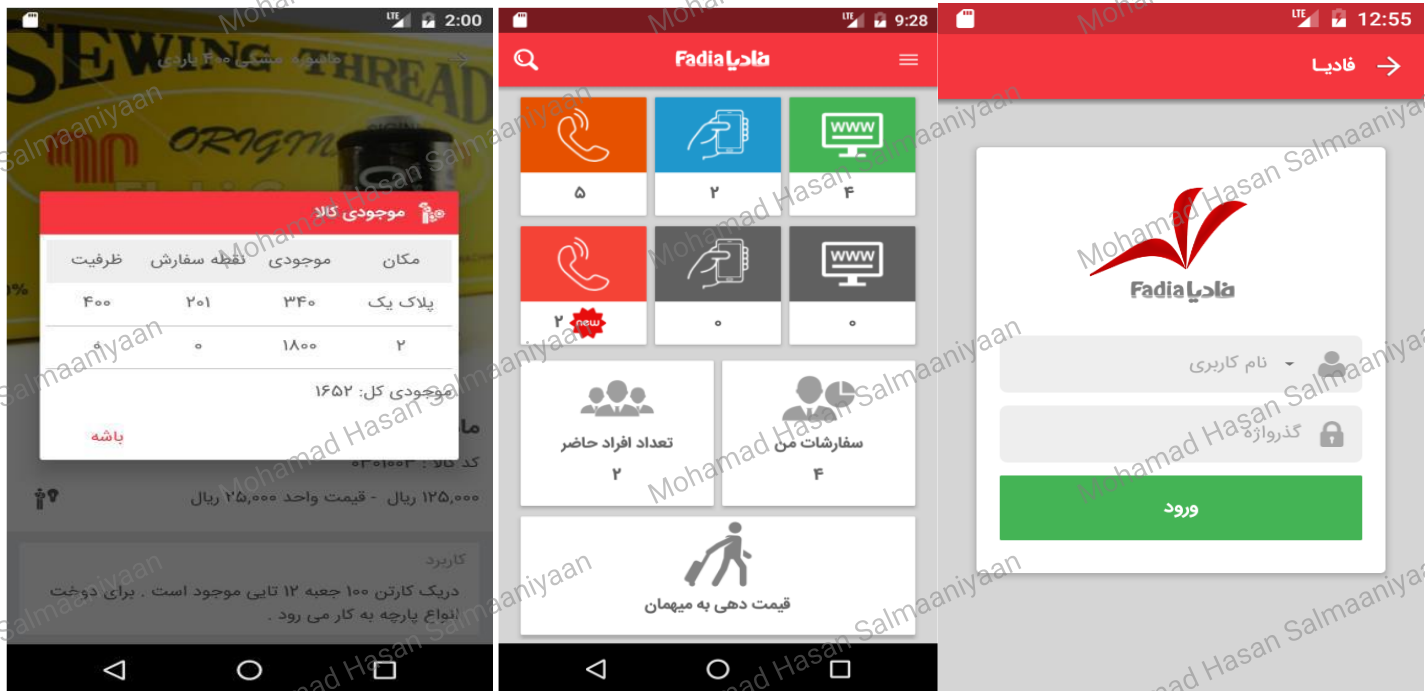 2:00
ماسوره مشکی ۴۰۰ یاردی
SEWING THREAD
ORIGIN
موجودی کالا
مکان موجودی نقطه سفارش ظرفیت
پلاک یک ۳۴۰ ۲۰۱ ۴۰۰
۲ ۱۸۰۰ ۰ ۰
موجودی کل: ۱۶۵۲
باشه
کد کالا : ۰۳۰۱۰۰۳
۱۲۵,۰۰۰ ریال - قیمت واحد ۲۵,۰۰۰ ریال
کاربرد
دریک کارتن ۱۰۰ جعبه ۱۲ تایی موجود است . برای دوخت
انواع پارچه به کار می رود .
LTE 9:28
Fadia فادیا
WWW
۴ ۲ ۵
WWW
۰ ۰ ۲ new
سفارشات من
۴
تعداد افراد حاضر
۲
قیمت دهی به میهمان
LTE 12:55
فادیا
Fadia فادیا
نام کاربری
گذرواژه
ورود
Mohamad Hasan Salmaaniyaan